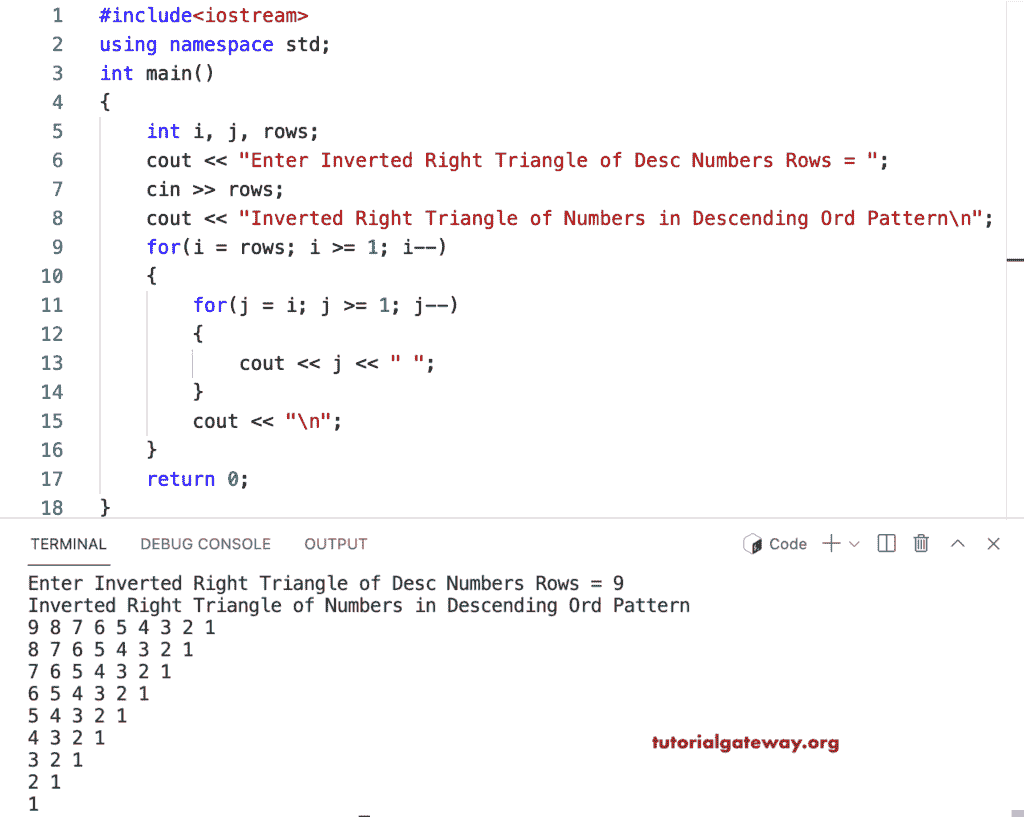 1 #include<iostream>
2 using namespace std;
3 int main()
4 {
5 int i, j, rows;
6 cout << "Enter Inverted Right Triangle of Desc Numbers Rows = ";
7 cin >> rows;
8 cout << "Inverted Right Triangle of Numbers in Descending Ord Pattern\n";
9 for(i = rows; i >= 1; i--)
10 {
11 for(j = i; j >= 1; j--)
12 {
13 cout << j << " ";
14 }
15 cout << "\n";
16 }
17 return 0;
18 }
TERMINAL DEBUG CONSOLE OUTPUT Code
Enter Inverted Right Triangle of Desc Numbers Rows = 9
Inverted Right Triangle of Numbers in Descending Ord Pattern
9 8 7 6 5 4 3 2 1
8 7 6 5 4 3 2 1
7 6 5 4 3 2 1
6 5 4 3 2 1
5 4 3 2 1
4 3 2 1
tutorialgateway.org
3 2 1
2 1
1